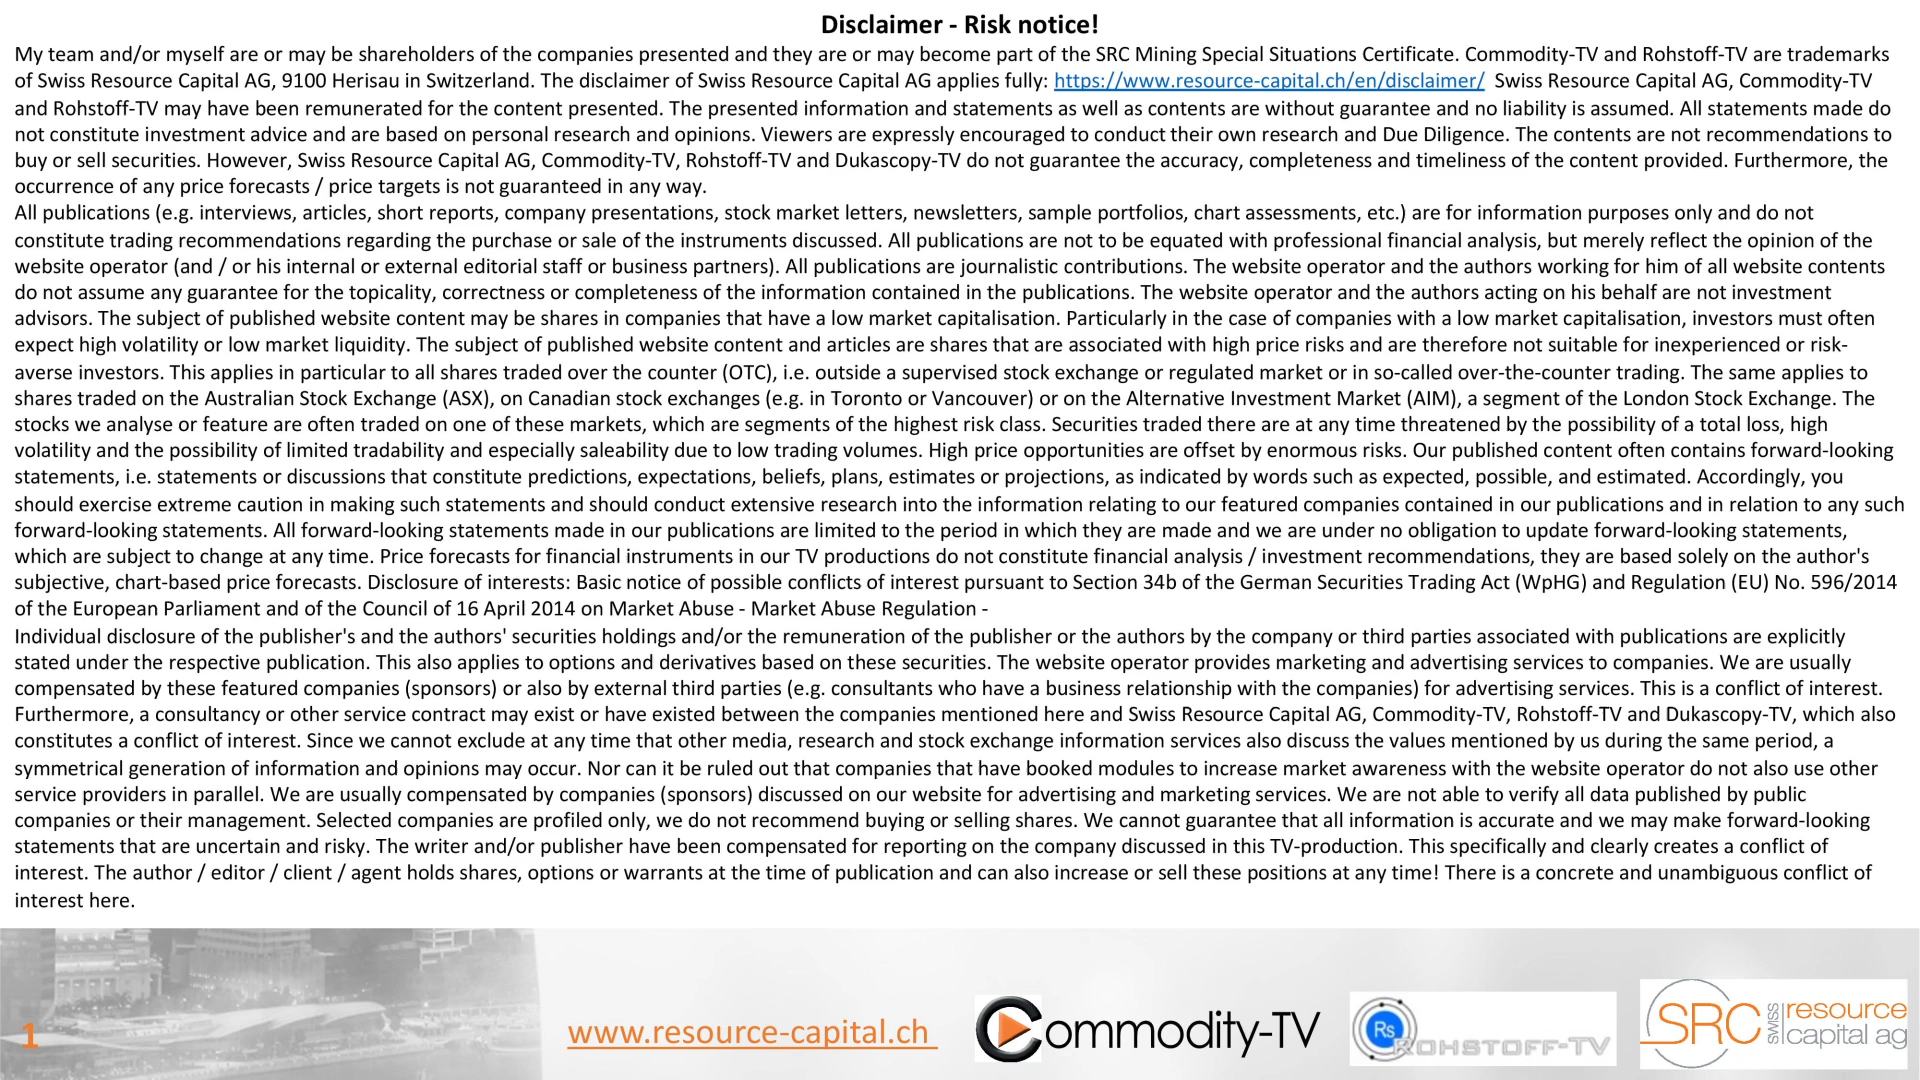 Disclaimer - Risk notice!
My team and/or myself are or may be shareholders of the companies presented and they are or may become part of the SRC Mining Special Situations Certificate. Commodity-TV and Rohstoff-TV are trademarks
of Swiss Resource Capital AG, 9100 Herisau in Switzerland. The disclaimer of Swiss Resource Capital AG applies fully: https://www.resource-capital.ch/en/disclaimer/ Swiss Resource Capital AG, Commodity-TV
and Rohstoff-TV may have been remunerated for the content presented. The presented information and statements as well as contents are without guarantee and no liability is assumed. All statements made do
not constitute investment advice and are based on personal research and opinions. Viewers are expressly encouraged to conduct their own research and Due Diligence. The contents are not recommendations to
buy or sell securities. However, Swiss Resource Capital AG, Commodity-TV, Rohstoff-TV and Dukascopy-TV do not guarantee the accuracy, completeness and timeliness of the content provided. Furthermore, the
occurrence of any price forecasts / price targets is not guaranteed in any way.
All publications (e.g. interviews, articles, short reports, company presentations, stock market letters, newsletters, sample portfolios, chart assessments, etc.) are for information purposes only and do not
constitute trading recommendations regarding the purchase or sale of the instruments discussed. All publications are not to be equated with professional financial analysis, but merely reflect the opinion of the
website operator (and / or his internal or external editorial staff or business partners). All publications are journalistic contributions. The website operator and the authors working for him of all website contents
do not assume any guarantee for the topicality, correctness or completeness of the information contained in the publications. The website operator and the authors acting on his behalf are not investment
advisors. The subject of published website content may be shares in companies that have a low market capitalisation. Particularly in the case of companies with a low market capitalisation, investors must often
expect high volatility or low market liquidity. The subject of published website content and articles are shares that are associated with high price risks and are therefore not suitable for inexperienced or risk-
averse investors. This applies in particular to all shares traded over the counter (OTC), i.e. outside a supervised stock exchange or regulated market or in so-called over-the-counter trading. The same applies to
shares traded on the Australian Stock Exchange (ASX), on Canadian stock exchanges (e.g. in Toronto or Vancouver) or on the Alternative Investment Market (AIM), a segment of the London Stock Exchange. The
stocks we analyse or feature are often traded on one of these markets, which are segments of the highest risk class. Securities traded there are at any time threatened by the possibility of a total loss, high
volatility and the possibility of limited tradability and especially saleability due to low trading volumes. High price opportunities are offset by enormous risks. Our published content often contains forward-looking
statements, i.e. statements or discussions that constitute predictions, expectations, beliefs, plans, estimates or projections, as indicated by words such as expected, possible, and estimated. Accordingly, you
should exercise extreme caution in making such statements and should conduct extensive research into the information relating to our featured companies contained in our publications and in relation to any such
forward-looking statements. All forward-looking statements made in our publications are limited to the period in which they are made and we are under no obligation to update forward-looking statements,
which are subject to change at any time. Price forecasts for financial instruments in our TV productions do not constitute financial analysis / investment recommendations, they are based solely on the author's
subjective, chart-based price forecasts. Disclosure of interests: Basic notice of possible conflicts of interest pursuant to Section 34b of the German Securities Trading Act (WpHG) and Regulation (EU) No. 596/2014
of the European Parliament and of the Council of 16 April 2014 on Market Abuse - Market Abuse Regulation -
Individual disclosure of the publisher's and the authors' securities holdings and/or the remuneration of the publisher or the authors by the company or third parties associated with publications are explicitly
stated under the respective publication. This also applies to options and derivatives based on these securities. The website operator provides marketing and advertising services to companies. We are usually
compensated by these featured companies (sponsors) or also by external third parties (e.g. consultants who have a business relationship with the companies) for advertising services. This is a conflict of interest.
Furthermore, a consultancy or other service contract may exist or have existed between the companies mentioned here and Swiss Resource Capital AG, Commodity-TV, Rohstoff-TV and Dukascopy-TV, which also
constitutes a conflict of interest. Since we cannot exclude at any time that other media, research and stock exchange information services also discuss the values mentioned by us during the same period, a
symmetrical generation of information and opinions may occur. Nor can it be ruled out that companies that have booked modules to increase market awareness with the website operator do not also use other
service providers in parallel. We are usually compensated by companies (sponsors) discussed on our website for advertising and marketing services. We are not able to verify all data published by public
companies or their management. Selected companies are profiled only, we do not recommend buying or selling shares. We cannot guarantee that all information is accurate and we may make forward-looking
statements that are uncertain and risky. The writer and/or publisher have been compensated for reporting on the company discussed in this TV-production. This specifically and clearly creates a conflict of
interest. The author / editor / client / agent holds shares, options or warrants at the time of publication and can also increase or sell these positions at any time! There is a concrete and unambiguous conflict of
interest here.
1
www.resource-capital.ch
Commodity-TV
Rs
ROHSTOFF-TV
SRC
swiss
resource
capital ag